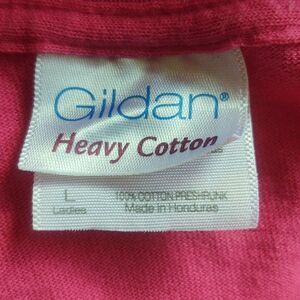 Gildan®
Heavy Cotton
L
Ladies
100% COTTON PRESHRUNK
Made in Honduras